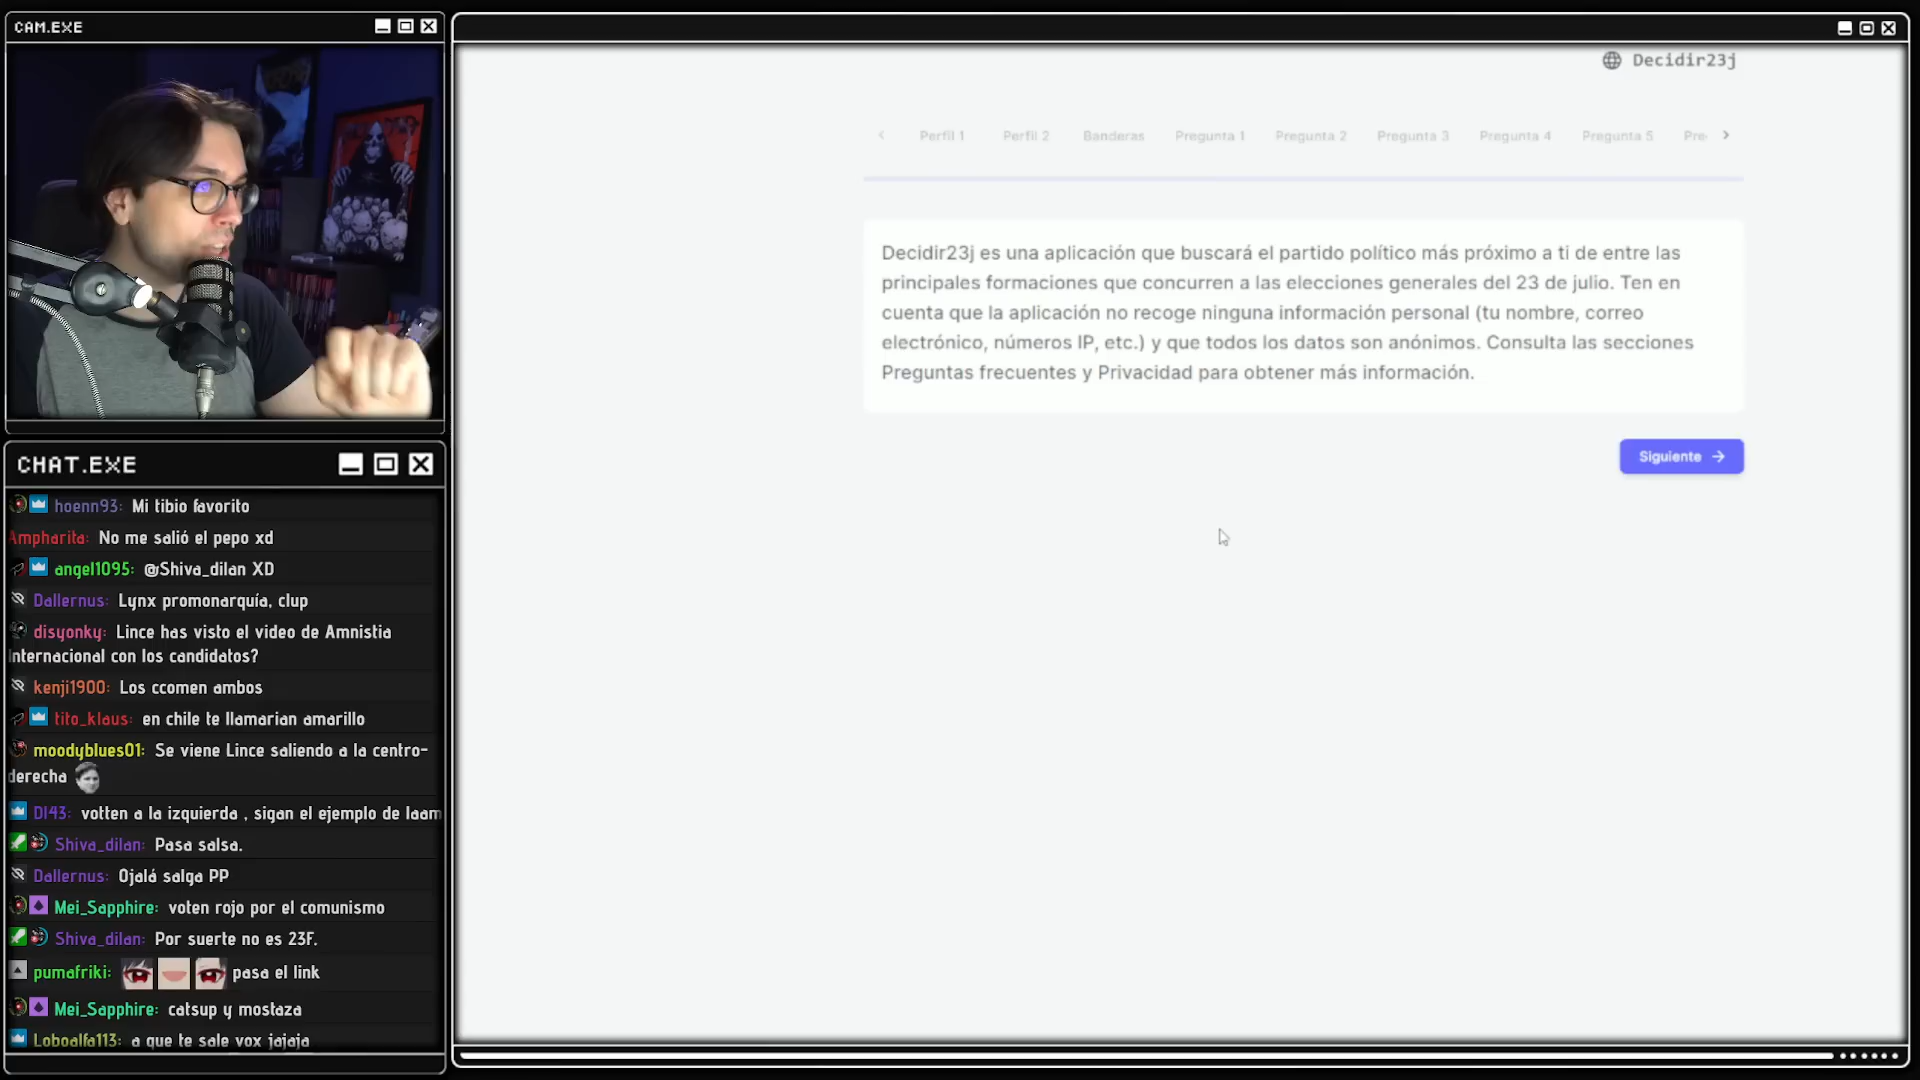 CAM.EXE
Decidir23j
Perfil 1 Perfil 2 Banderas Pregunta 1 Pregunta 2 Pregunta 3 Pregunta 4 Pregunta 5 Pre-
Decidir23j es una aplicación que buscará el partido político más próximo a ti de entre las
principales formaciones que concurren a las elecciones generales del 23 de julio. Ten en
cuenta que la aplicación no recoge ninguna información personal (tu nombre, correo
electrónico, números IP, etc.) y que todos los datos son anónimos. Consulta las secciones
Preguntas frecuentes y Privacidad para obtener más información.
Siguiente
CHAT.EXE
hoenn93: Mi tibio favorito
Ampharita: No me salió el pepo xd
angel1095: @Shiva_dilan XD
Dallernus: Lynx promonarquía, clup
disyonky: Lince has visto el video de Amnistia
Internacional con los candidatos?
kenji1900: Los ccomen ambos
tito_klaus: en chile te llamarian amarillo
moodyblues01: Se viene Lince saliendo a la centro-
derecha
D143: votten a la izquierda , sigan el ejemplo de laam
Shiva_dilan: Pasa salsa.
Dallernus: Ojalá salga PP
Mei_Sapphire: voten rojo por el comunismo
Shiva_dilan: Por suerte no es 23F.
pumafriki: pasa el link
Mei_Sapphire: catsup y mostaza
Loboalfa113: a que te sale vox jajaja